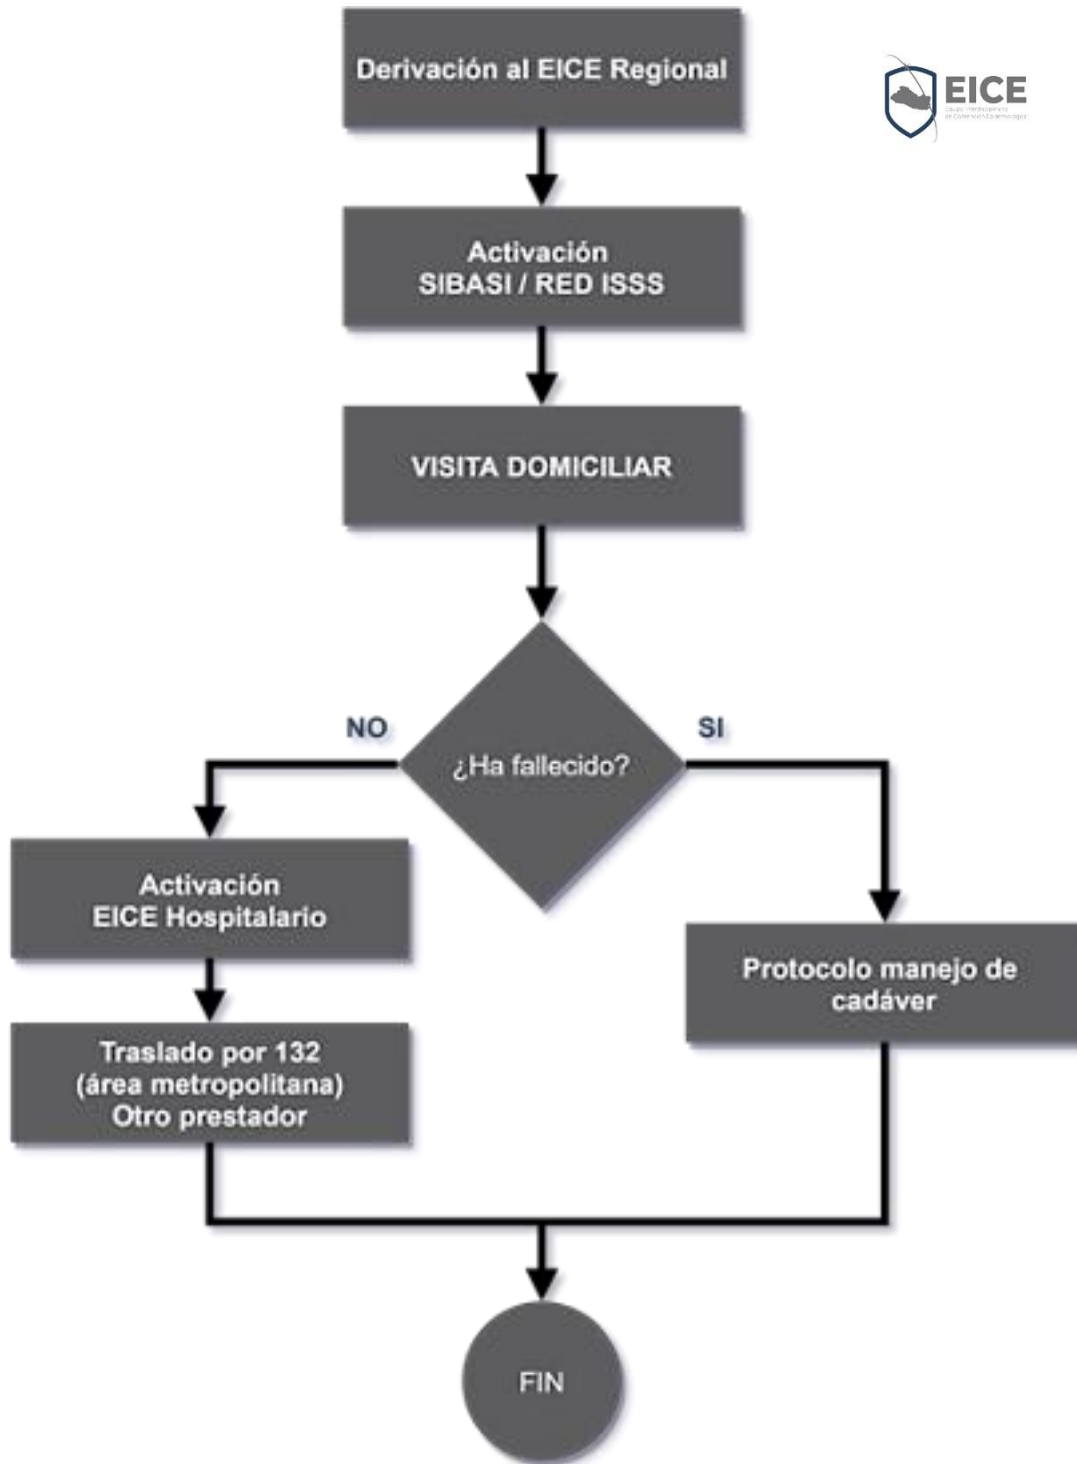 Derivación al EICE Regional
EICE
Activación
SIBASI / RED ISSS
VISITA DOMICILIAR
¿Ha fallecido?
NO
SI
Activación
EICE Hospitalario
Traslado por 132
(área metropolitana)
Otro prestador
Protocolo manejo de
cadáver
FIN